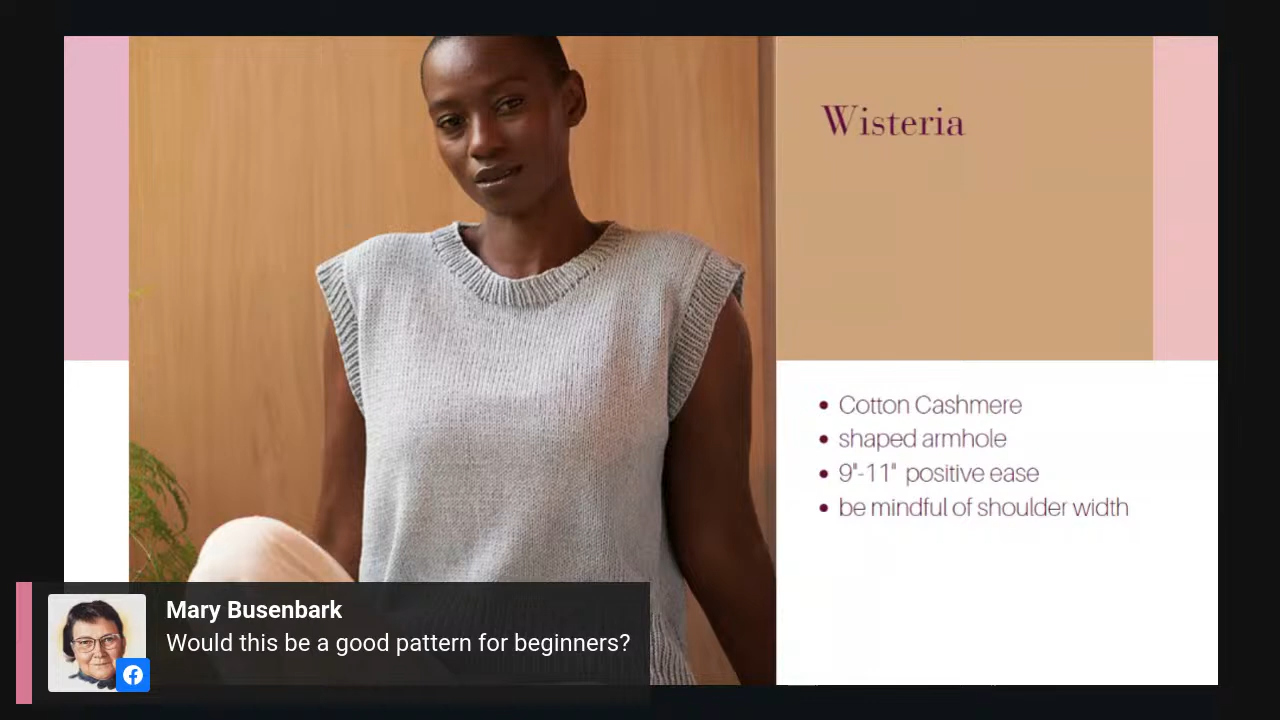 Wisteria
Cotton Cashmere
shaped armhole
9"-11" positive ease
be mindful of shoulder width
Mary Busenbark
Would this be a good pattern for beginners?